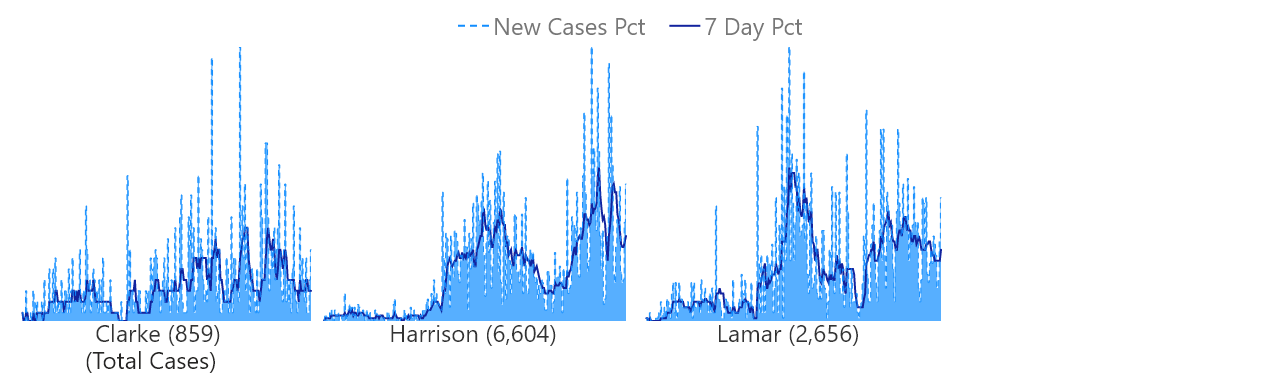 New Cases Pct 7 Day Pct
Clarke (859) Harrison (6,604) Lamar (2,656)
(Total Cases)